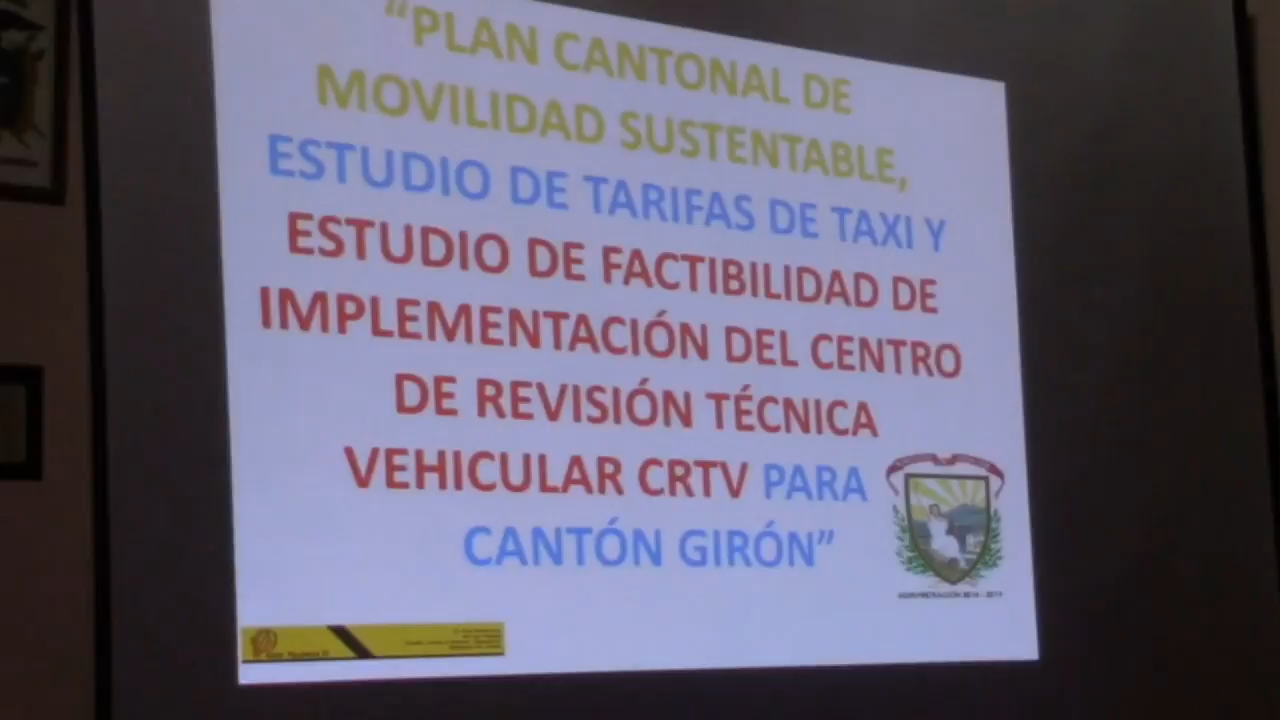 “PLAN CANTONAL DE
MOVILIDAD SUSTENTABLE,
ESTUDIO DE TARIFAS DE TAXI Y
ESTUDIO DE FACTIBILIDAD DE
IMPLEMENTACIÓN DEL CENTRO
DE REVISIÓN TÉCNICA
VEHICULAR CRTV PARA
CANTÓN GIRÓN”